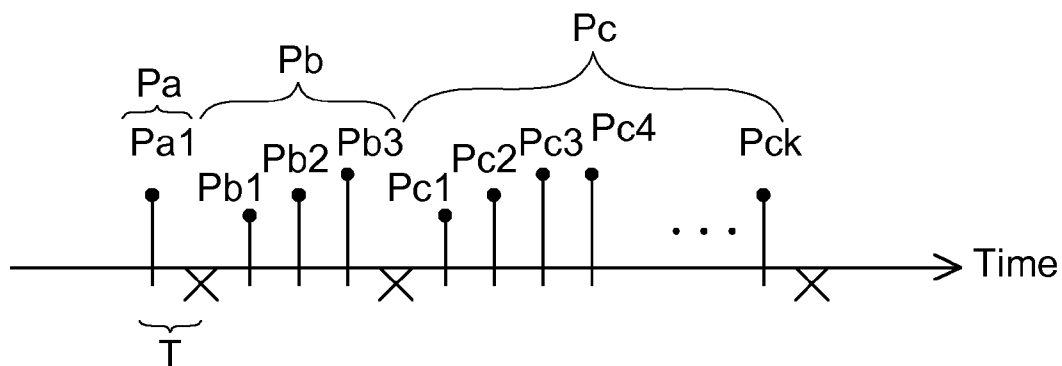 Pc
Pb
Pa
Pa1
Pb1
Pb2
Pb3
Pc1
Pc2
Pc3
Pc4
. . .
Pck
Time
T